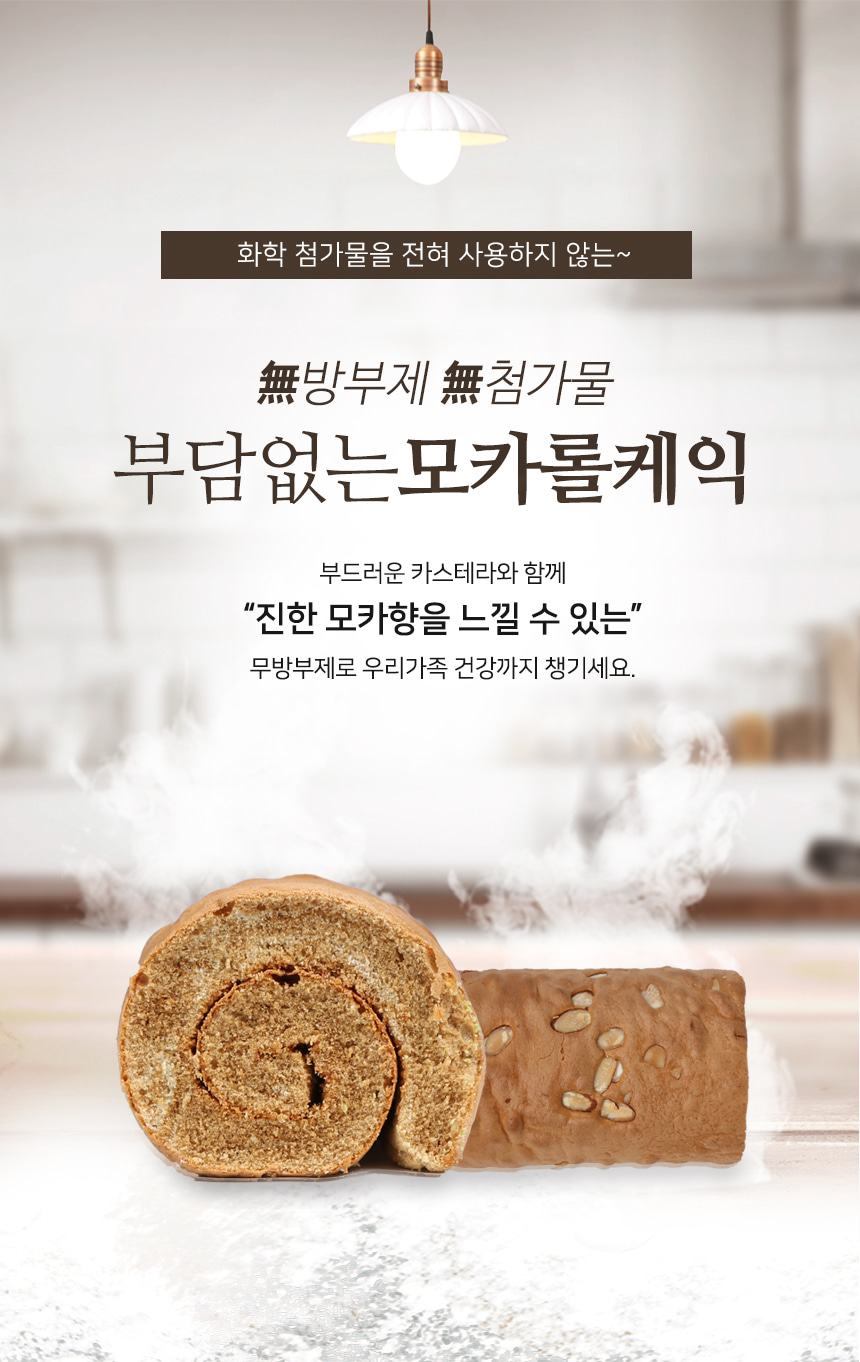 화학 첨가물을 전혀 사용하지 않는~
無방부제 無첨가물
부담없는모카롤케익
부드러운 카스테라와 함께
“진한 모카향을 느낄 수 있는”
무방부제로 우리가족 건강까지 챙기세요.